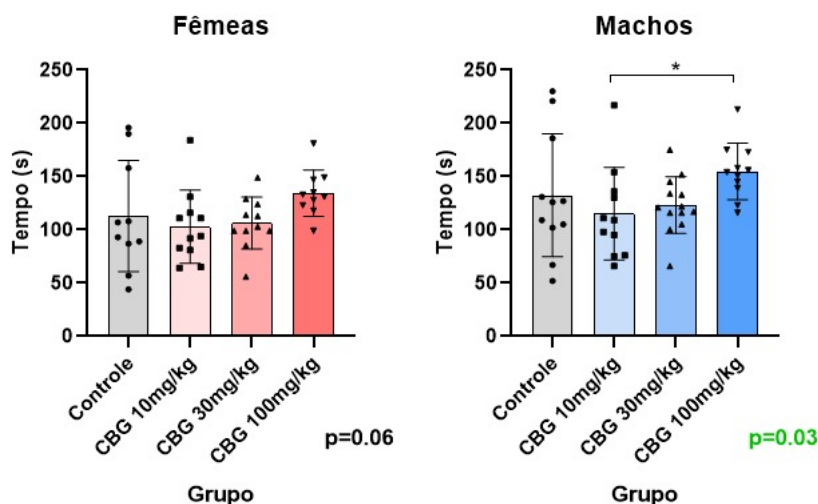 Fêmeas
Tempo (s)
250
200
150
100
50
0
Controle
CBG 10mg/kg
CBG 30mg/kg
CBG 100mg/kg
p=0.06
Grupo
Machos
*
Tempo (s)
250
200
150
100
50
0
Controle
CBG 10mg/kg
CBG 30mg/kg
CBG 100mg/kg
p=0.03
Grupo